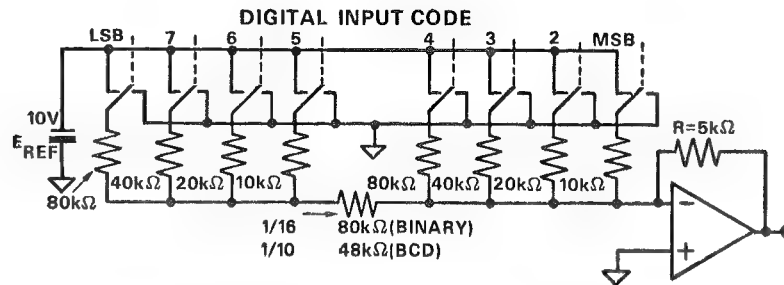 DIGITAL INPUT CODE
LSB 7 6 5 4 3 2 MSB
10V
EREF
R=5kΩ
80kΩ 40kΩ 20kΩ 10kΩ 80kΩ 40kΩ 20kΩ 10kΩ
1/16 80kΩ(BINARY)
1/10 48kΩ(BCD)
−
+